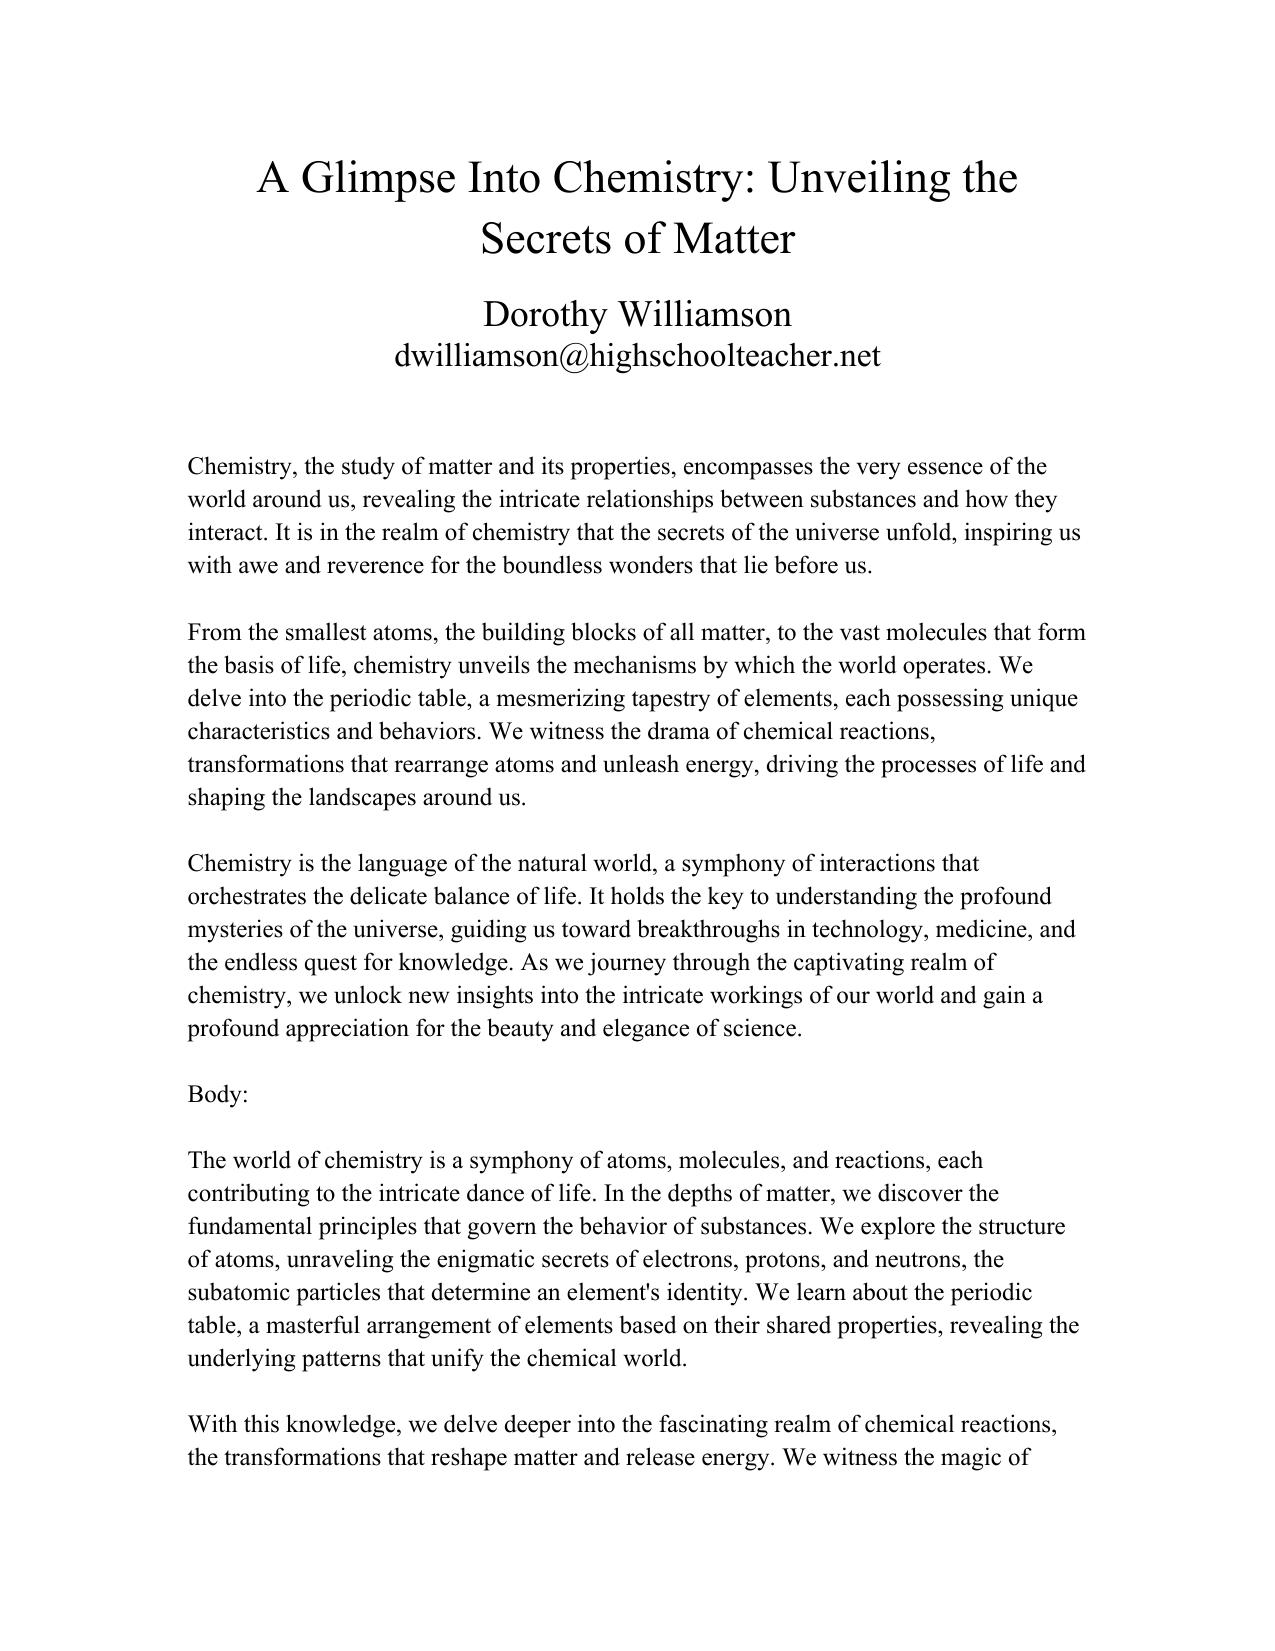 A Glimpse Into Chemistry: Unveiling the
Secrets of Matter
Dorothy Williamson
dwilliamson@highschoolteacher.net
Chemistry, the study of matter and its properties, encompasses the very essence of the
world around us, revealing the intricate relationships between substances and how they
interact. It is in the realm of chemistry that the secrets of the universe unfold, inspiring us
with awe and reverence for the boundless wonders that lie before us.
From the smallest atoms, the building blocks of all matter, to the vast molecules that form
the basis of life, chemistry unveils the mechanisms by which the world operates. We
delve into the periodic table, a mesmerizing tapestry of elements, each possessing unique
characteristics and behaviors. We witness the drama of chemical reactions,
transformations that rearrange atoms and unleash energy, driving the processes of life and
shaping the landscapes around us.
Chemistry is the language of the natural world, a symphony of interactions that
orchestrates the delicate balance of life. It holds the key to understanding the profound
mysteries of the universe, guiding us toward breakthroughs in technology, medicine, and
the endless quest for knowledge. As we journey through the captivating realm of
chemistry, we unlock new insights into the intricate workings of our world and gain a
profound appreciation for the beauty and elegance of science.
Body:
The world of chemistry is a symphony of atoms, molecules, and reactions, each
contributing to the intricate dance of life. In the depths of matter, we discover the
fundamental principles that govern the behavior of substances. We explore the structure
of atoms, unraveling the enigmatic secrets of electrons, protons, and neutrons, the
subatomic particles that determine an element's identity. We learn about the periodic
table, a masterful arrangement of elements based on their shared properties, revealing the
underlying patterns that unify the chemical world.
With this knowledge, we delve deeper into the fascinating realm of chemical reactions,
the transformations that reshape matter and release energy. We witness the magic of